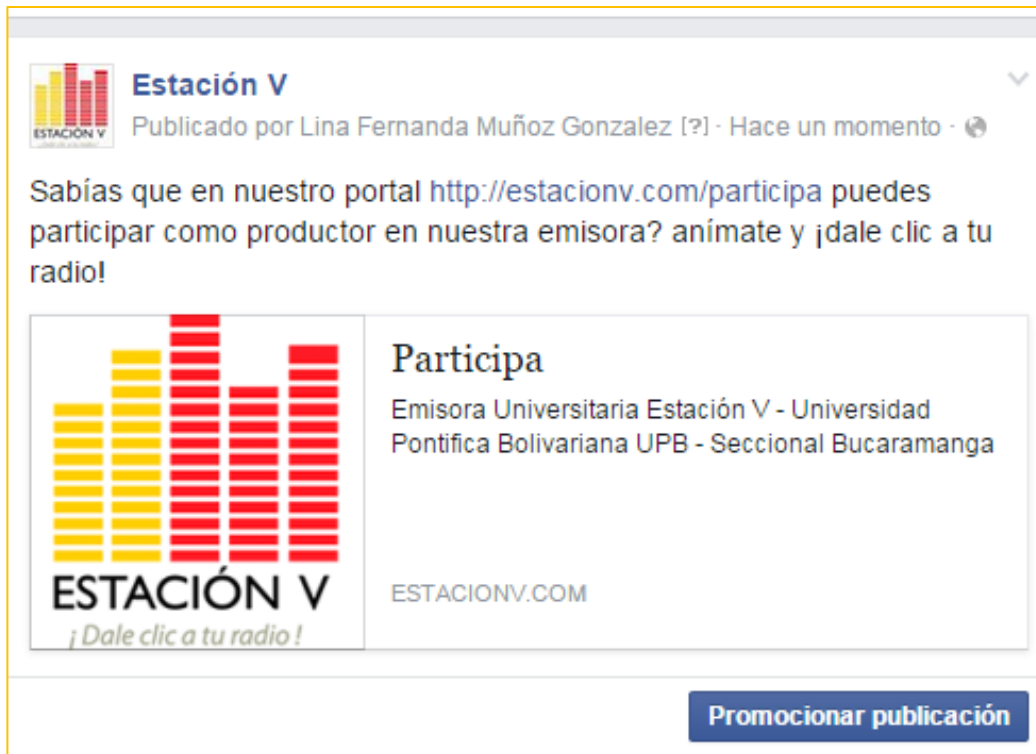 ESTACIÓN V
Estación V
Publicado por Lina Fernanda Muñoz Gonzalez [?] · Hace un momento ·
Sabías que en nuestro portal http://estacionv.com/participa puedes
participar como productor en nuestra emisora? anímate y ¡dale clic a tu
radio!
ESTACIÓN V
¡Dale clic a tu radio!
Participa
Emisora Universitaria Estación V - Universidad
Pontifica Bolivariana UPB - Seccional Bucaramanga
ESTACIONV.COM
Promocionar publicación